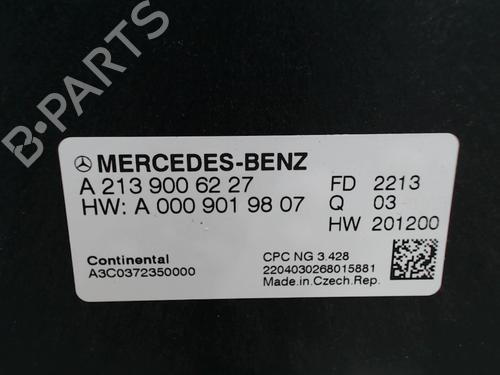 B-PARTS
MERCEDES-BENZ
A 213 900 62 27
HW: A 000 901 98 07
FD 2213
Q 03
HW 201200
Continental
A3C0372350000
CPC NG 3.428
2204030268015881
Made.in.Czech.Rep.